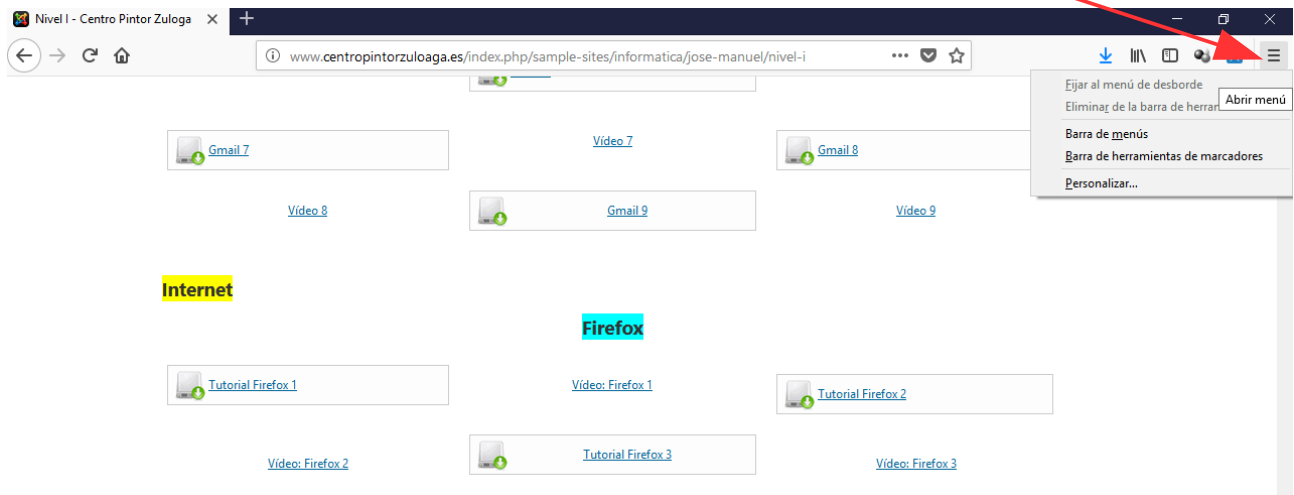 Nivel I - Centro Pintor Zuloga
www.centropintorzuloaga.es/index.php/sample-sites/informatica/jose-manuel/nivel-i
Fijar al menú de desborde
Eliminar de la barra de herrar
Abrir menú
Barra de menús
Barra de herramientas de marcadores
Personalizar...
Gmail 7
Vídeo 7
Gmail 8
Vídeo 8
Gmail 9
Vídeo 9
Internet
Firefox
Tutorial Firefox 1
Vídeo: Firefox 1
Tutorial Firefox 2
Vídeo: Firefox 2
Tutorial Firefox 3
Vídeo: Firefox 3